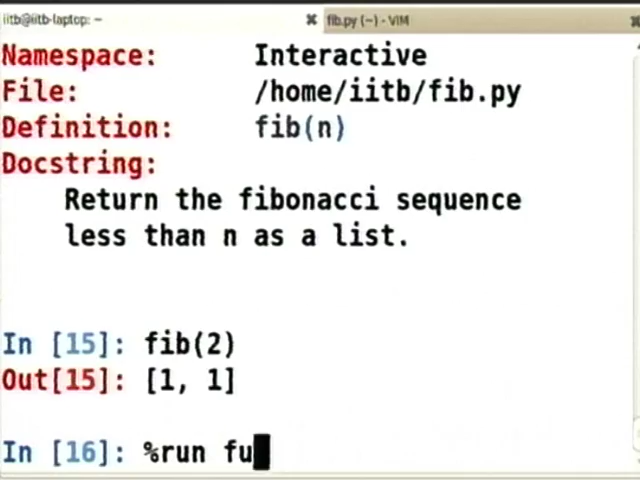 iitb@iitb-laptop: ~ ✖ fib.py (~) - VIM
Namespace: Interactive
File: /home/iitb/fib.py
Definition: fib(n)
Docstring:
Return the fibonacci sequence
less than n as a list.
In [15]: fib(2)
Out[15]: [1, 1]
In [16]: %run fu